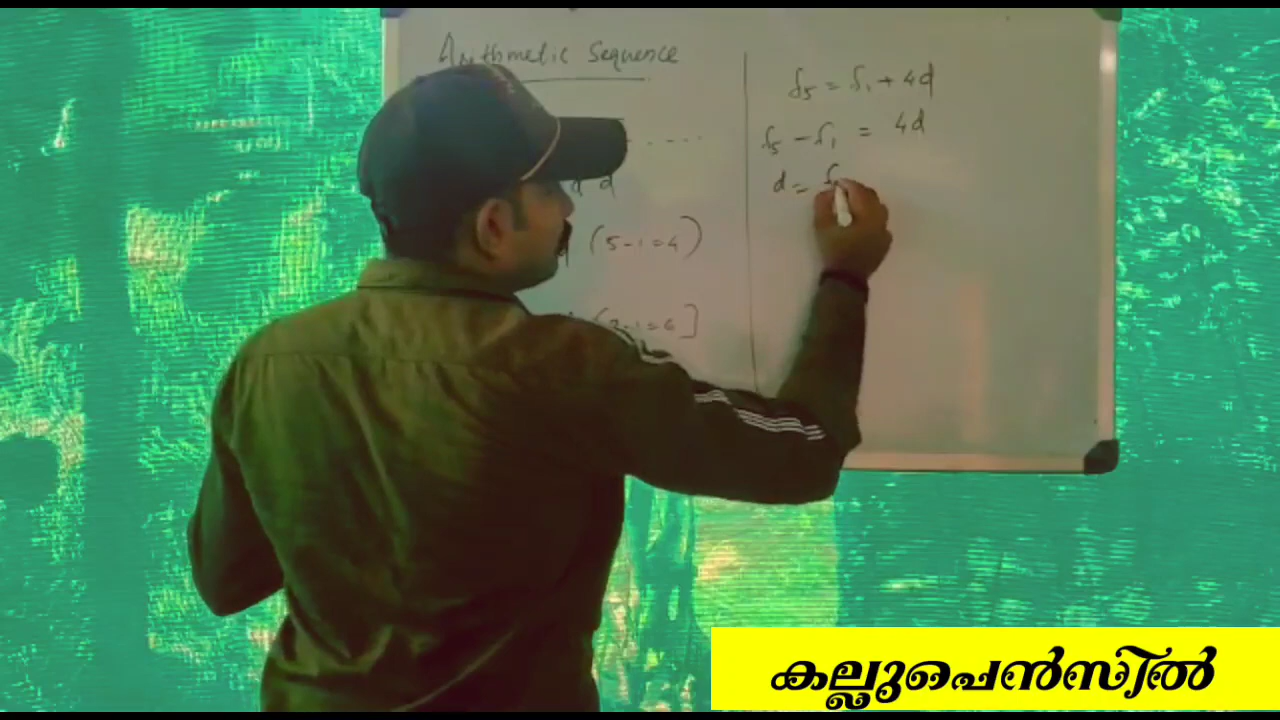 Arithmetic Sequence
d d
(5-1=4)
f₅ = f₁ + 4d
f₅ - f₁ = 4d
d = f
കല്ലുപെൻസിൽ